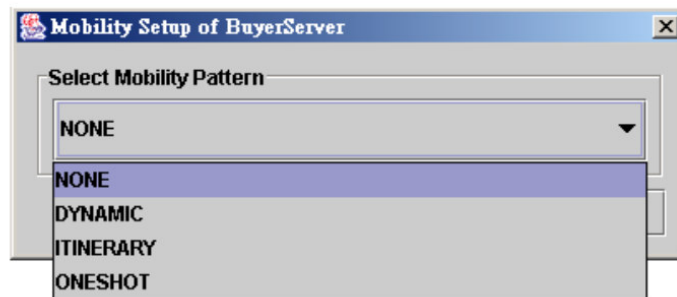 Mobility Setup of BuyerServer
Select Mobility Pattern
NONE
NONE
DYNAMIC
ITINERARY
ONESHOT